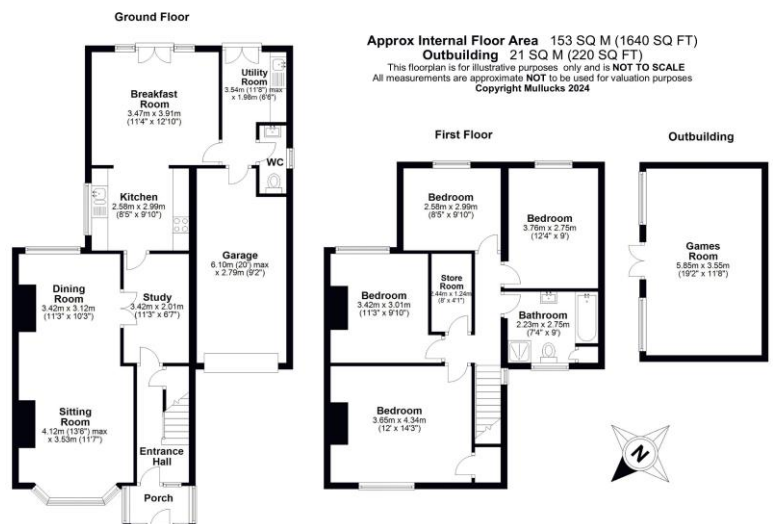 Ground Floor
Approx Internal Floor Area 153 SQ M (1640 SQ FT)
Outbuilding 21 SQ M (220 SQ FT)
This floorplan is for illustrative purposes only and is NOT TO SCALE
All measurements are approximate NOT to be used for valuation purposes
Copyright Mullucks 2024
Utility
Room
3.54m (11'8") max
x 1.98m (6'6")
Breakfast
Room
3.47m x 3.91m
(11'4" x 12'10")
WC
Kitchen
2.58m x 2.99m
(8'5" x 9'10")
Garage
6.10m (20') max
x 2.79m (9'2")
Dining
Room
3.42m x 3.12m
(11'3" x 10'3")
Study
3.42m x 2.01m
(11'3" x 6'7")
Sitting
Room
4.12m (13'6") max
x 3.53m (11'7")
Entrance
Hall
Porch
First Floor
Bedroom
2.58m x 2.99m
(8'5" x 9'10")
Bedroom
3.76m x 2.75m
(12'4" x 9')
Store
Room
2.44m x 1.24m
(8' x 4'1")
Bedroom
3.42m x 3.01m
(11'3" x 9'10")
Bathroom
2.23m x 2.75m
(7'4" x 9')
Bedroom
3.65m x 4.34m
(12' x 14'3")
Outbuilding
Games
Room
5.85m x 3.55m
(19'2" x 11'8")
N